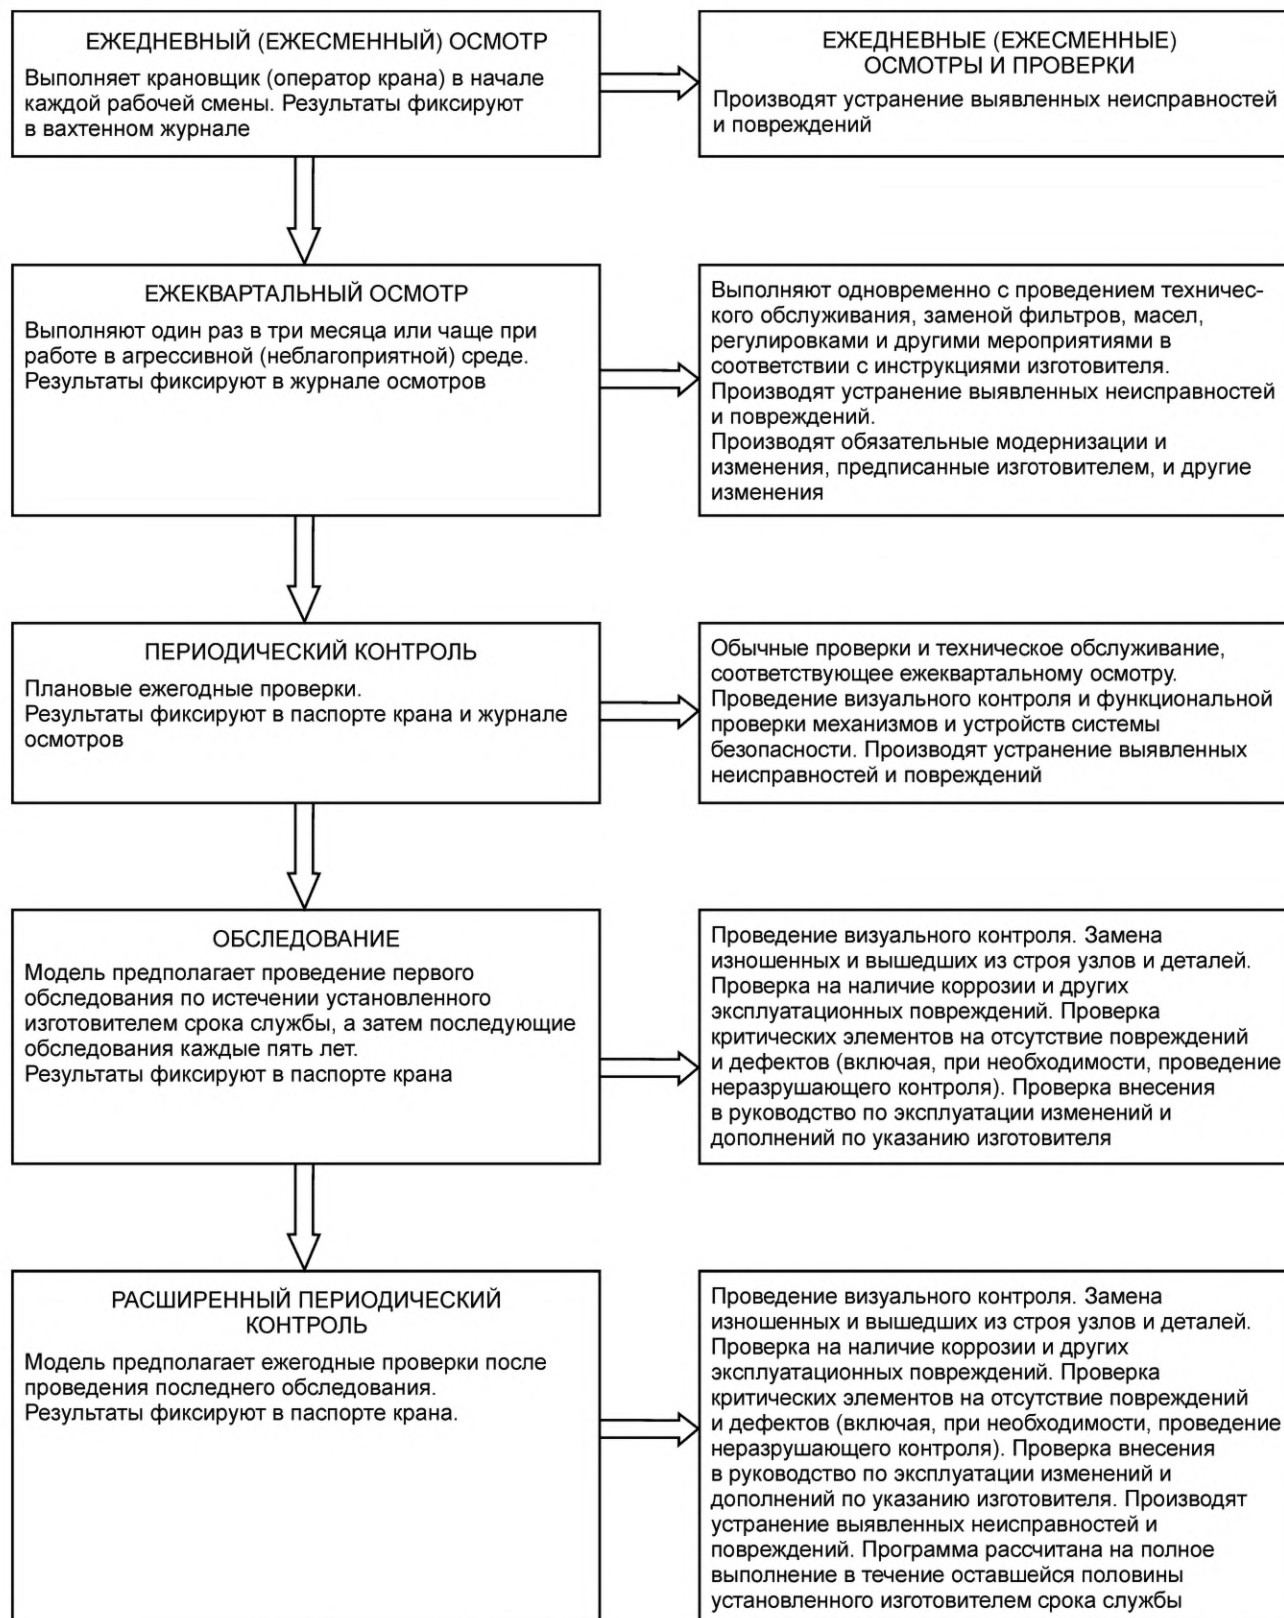 ЕЖЕДНЕВНЫЙ (ЕЖЕСМЕННЫЙ) ОСМОТР
Выполняет крановщик (оператор крана) в начале
каждой рабочей смены. Результаты фиксируют
в вахтенном журнале
ЕЖЕДНЕВНЫЕ (ЕЖЕСМЕННЫЕ)
ОСМОТРЫ И ПРОВЕРКИ
Производят устранение выявленных неисправностей
и повреждений
ЕЖЕКВАРТАЛЬНЫЙ ОСМОТР
Выполняют один раз в три месяца или чаще при
работе в агрессивной (неблагоприятной) среде.
Результаты фиксируют в журнале осмотров
Выполняют одновременно с проведением техничес-
кого обслуживания, заменой фильтров, масел,
регулировками и другими мероприятиями в
соответствии с инструкциями изготовителя.
Производят устранение выявленных неисправностей
и повреждений.
Производят обязательные модернизации и
изменения, предписанные изготовителем, и другие
изменения
ПЕРИОДИЧЕСКИЙ КОНТРОЛЬ
Плановые ежегодные проверки.
Результаты фиксируют в паспорте крана и журнале
осмотров
Обычные проверки и техническое обслуживание,
соответствующее ежеквартальному осмотру.
Проведение визуального контроля и функциональной
проверки механизмов и устройств системы
безопасности. Производят устранение выявленных
неисправностей и повреждений
ОБСЛЕДОВАНИЕ
Модель предполагает проведение первого
обследования по истечении установленного
изготовителем срока службы, а затем последующие
обследования каждые пять лет.
Результаты фиксируют в паспорте крана
Проведение визуального контроля. Замена
изношенных и вышедших из строя узлов и деталей.
Проверка на наличие коррозии и других
эксплуатационных повреждений. Проверка
критических элементов на отсутствие повреждений
и дефектов (включая, при необходимости, проведение
неразрушающего контроля). Проверка внесения
в руководство по эксплуатации изменений и
дополнений по указанию изготовителя
РАСШИРЕННЫЙ ПЕРИОДИЧЕСКИЙ
КОНТРОЛЬ
Модель предполагает ежегодные проверки после
проведения последнего обследования.
Результаты фиксируют в паспорте крана.
Проведение визуального контроля. Замена
изношенных и вышедших из строя узлов и деталей.
Проверка на наличие коррозии и других
эксплуатационных повреждений. Проверка
критических элементов на отсутствие повреждений
и дефектов (включая, при необходимости, проведение
неразрушающего контроля). Проверка внесения
в руководство по эксплуатации изменений и
дополнений по указанию изготовителя. Производят
устранение выявленных неисправностей и
повреждений. Программа рассчитана на полное
выполнение в течение оставшейся половины
установленного изготовителем срока службы